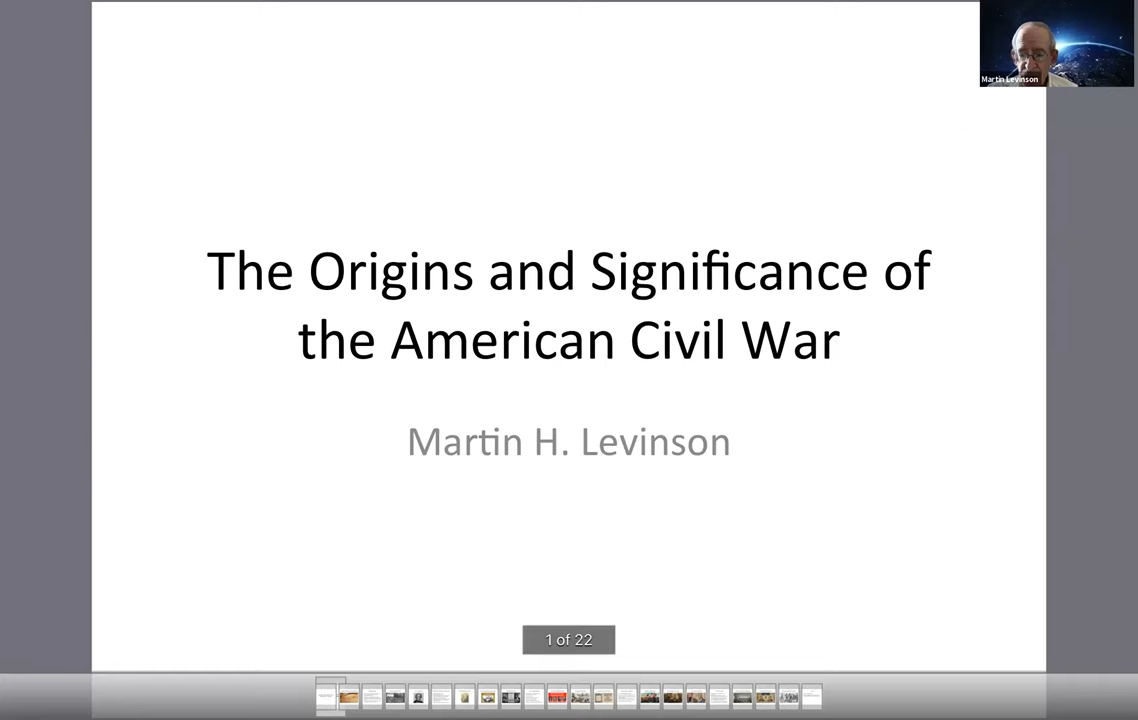 Martin Levinson
The Origins and Significance of
the American Civil War
Martin H. Levinson
1 of 22